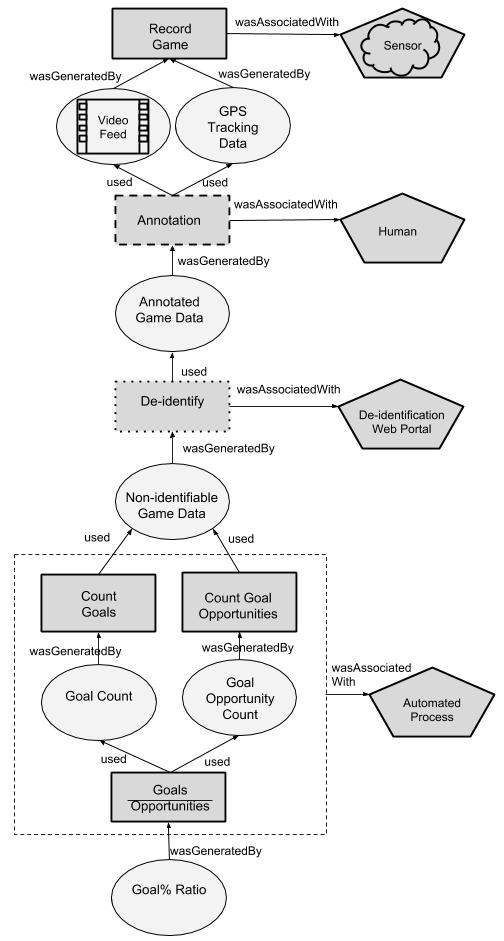 Record
Game
wasAssociatedWith
Sensor
wasGeneratedBy
wasGeneratedBy
Video
Feed
GPS
Tracking
Data
used
used
Annotation
wasAssociatedWith
Human
wasGeneratedBy
Annotated
Game Data
used
De-identify
wasAssociatedWith
De-identification
Web Portal
wasGeneratedBy
Non-identifiable
Game Data
used
used
Count
Goals
Count Goal
Opportunities
wasGeneratedBy
wasGeneratedBy
Goal Count
Goal
Opportunity
Count
wasAssociated
With
Automated
Process
used
used
Goals
Opportunities
wasGeneratedBy
Goal% Ratio